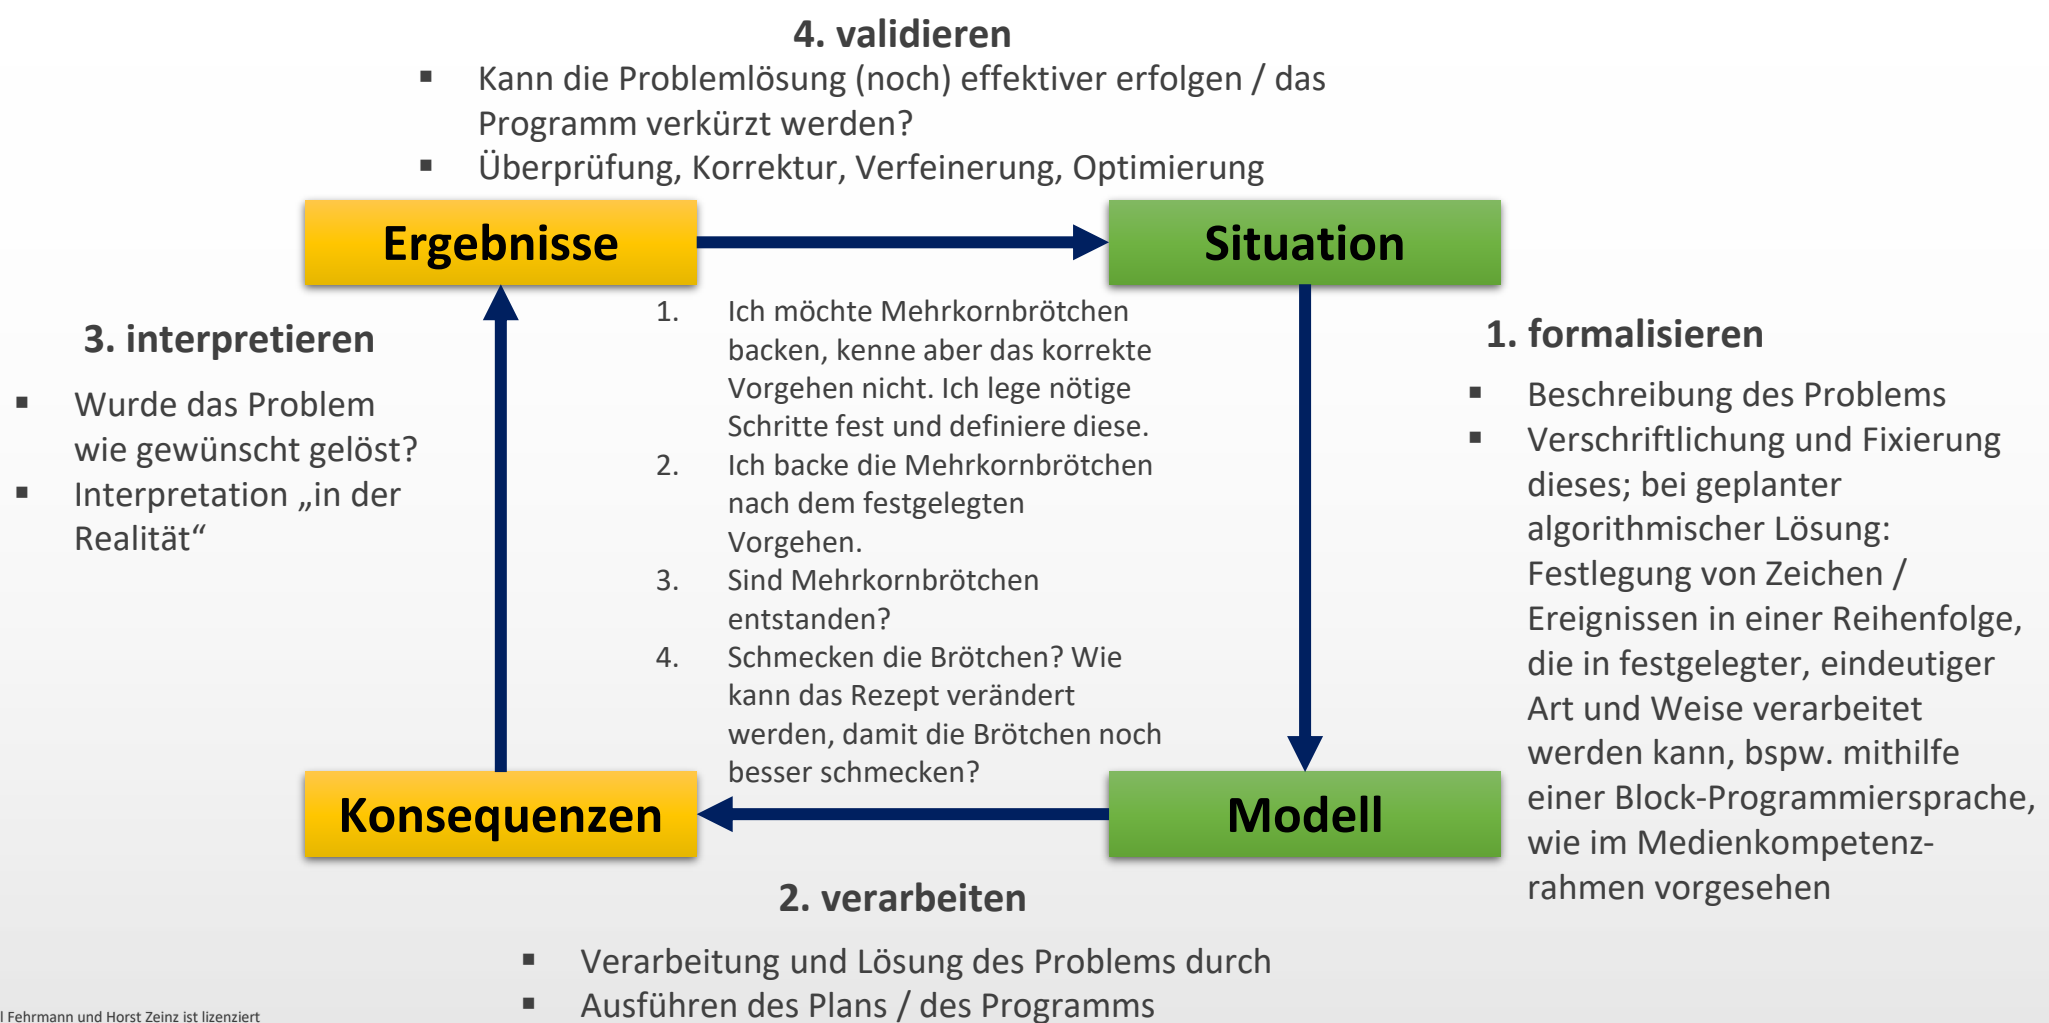 4. validieren
▪ Kann die Problemlösung (noch) effektiver erfolgen / das
Programm verkürzt werden?
▪ Überprüfung, Korrektur, Verfeinerung, Optimierung
Ergebnisse
Situation
3. interpretieren
▪ Wurde das Problem
wie gewünscht gelöst?
▪ Interpretation „in der
Realität“
1. Ich möchte Mehrkornbrötchen
backen, kenne aber das korrekte
Vorgehen nicht. Ich lege nötige
Schritte fest und definiere diese.
2. Ich backe die Mehrkornbrötchen
nach dem festgelegten
Vorgehen.
3. Sind Mehrkornbrötchen
entstanden?
4. Schmecken die Brötchen? Wie
kann das Rezept verändert
werden, damit die Brötchen noch
besser schmecken?
1. formalisieren
▪ Beschreibung des Problems
▪ Verschriftlichung und Fixierung
dieses; bei geplanter
algorithmischer Lösung:
Festlegung von Zeichen /
Ereignissen in einer Reihenfolge,
die in festgelegter, eindeutiger
Art und Weise verarbeitet
werden kann, bspw. mithilfe
einer Block-Programmiersprache,
wie im Medienkompetenz-
rahmen vorgesehen
Konsequenzen
Modell
2. verarbeiten
▪ Verarbeitung und Lösung des Problems durch
▪ Ausführen des Plans / des Programms
l Fehrmann und Horst Zeinz ist lizenziert